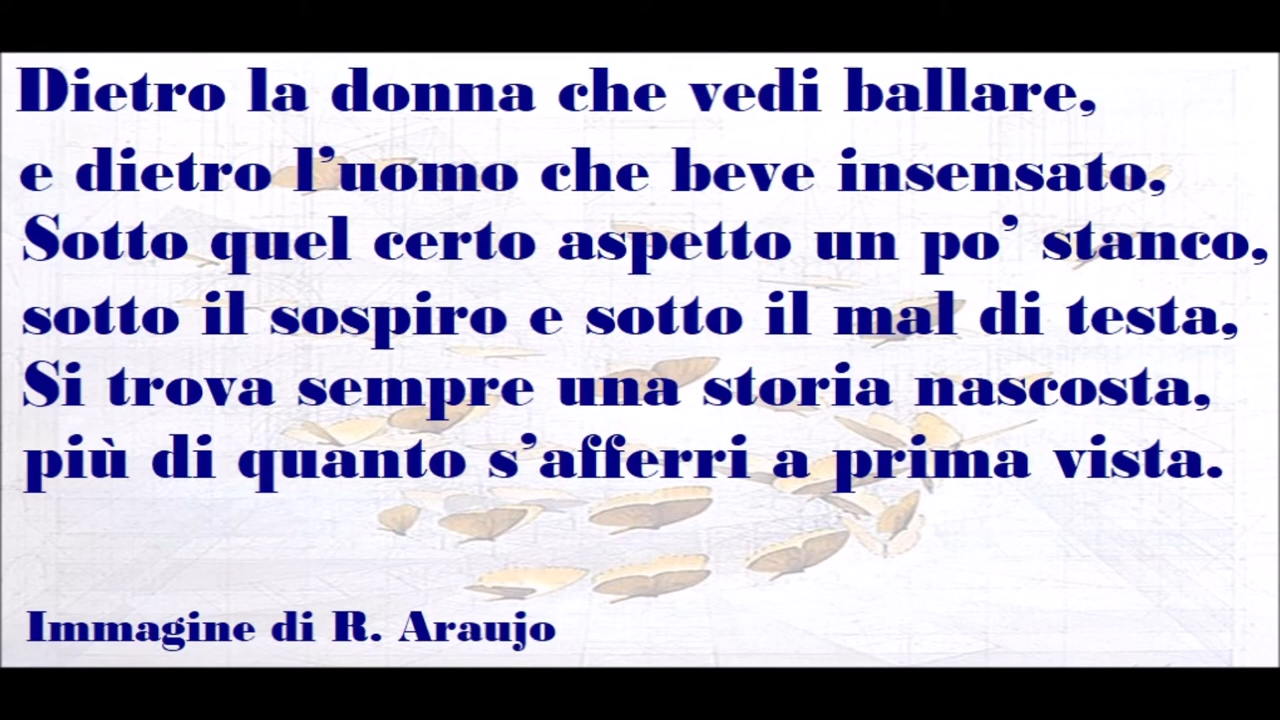 Dietro la donna che vedi ballare,
e dietro l’uomo che beve insensato,
Sotto quel certo aspetto un po’ stanco,
sotto il sospiro e sotto il mal di testa,
Si trova sempre una storia nascosta,
più di quanto s’afferri a prima vista.
Immagine di R. Araujo